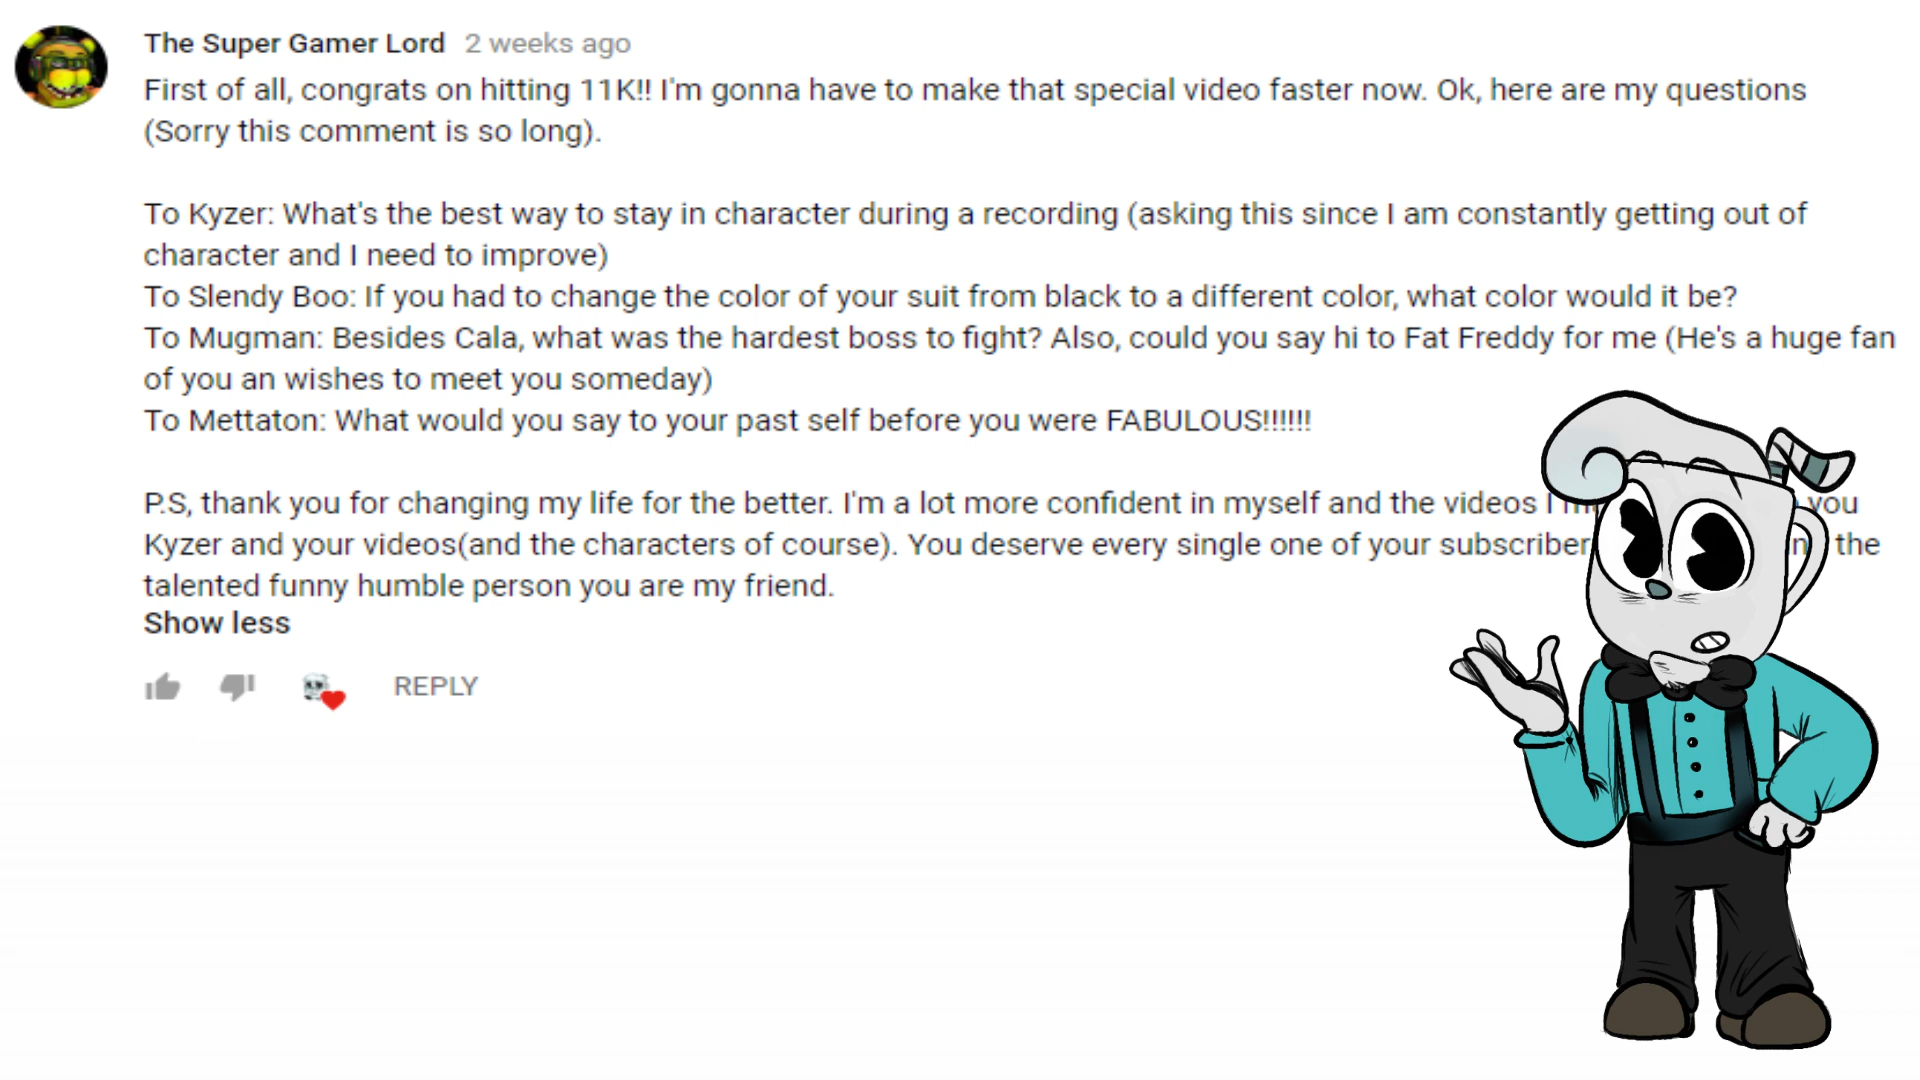 The Super Gamer Lord 2 weeks ago
First of all, congrats on hitting 11K!! I'm gonna have to make that special video faster now. Ok, here are my questions
(Sorry this comment is so long).
To Kyzer: What's the best way to stay in character during a recording (asking this since I am constantly getting out of
character and I need to improve)
To Slendy Boo: If you had to change the color of your suit from black to a different color, what color would it be?
To Mugman: Besides Cala, what was the hardest boss to fight? Also, could you say hi to Fat Freddy for me (He's a huge fan
of you an wishes to meet you someday)
To Mettaton: What would you say to your past self before you were FABULOUS!!!!!!
P.S, thank you for changing my life for the better. I'm a lot more confident in myself and the videos I you
Kyzer and your videos(and the characters of course). You deserve every single one of your the
talented funny humble person you are my friend.
Show less
REPLY